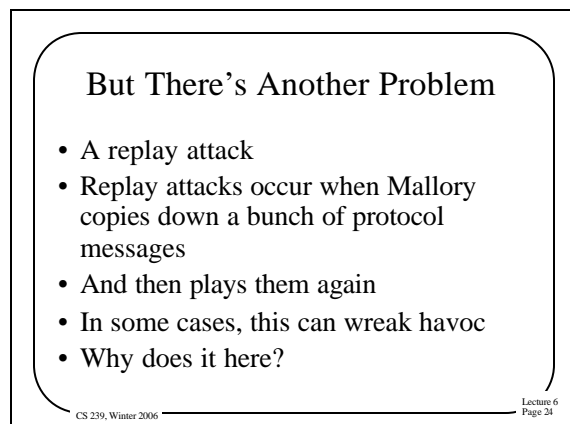 But There's Another Problem
• A replay attack
• Replay attacks occur when Mallory
copies down a bunch of protocol
messages
• And then plays them again
• In some cases, this can wreak havoc
• Why does it here?
CS 239, Winter 2006
Lecture 6
Page 24